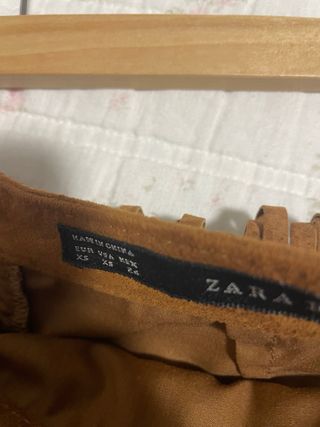 MADE IN CHINA
EUR USA MEX
XS XS 24
ZARA